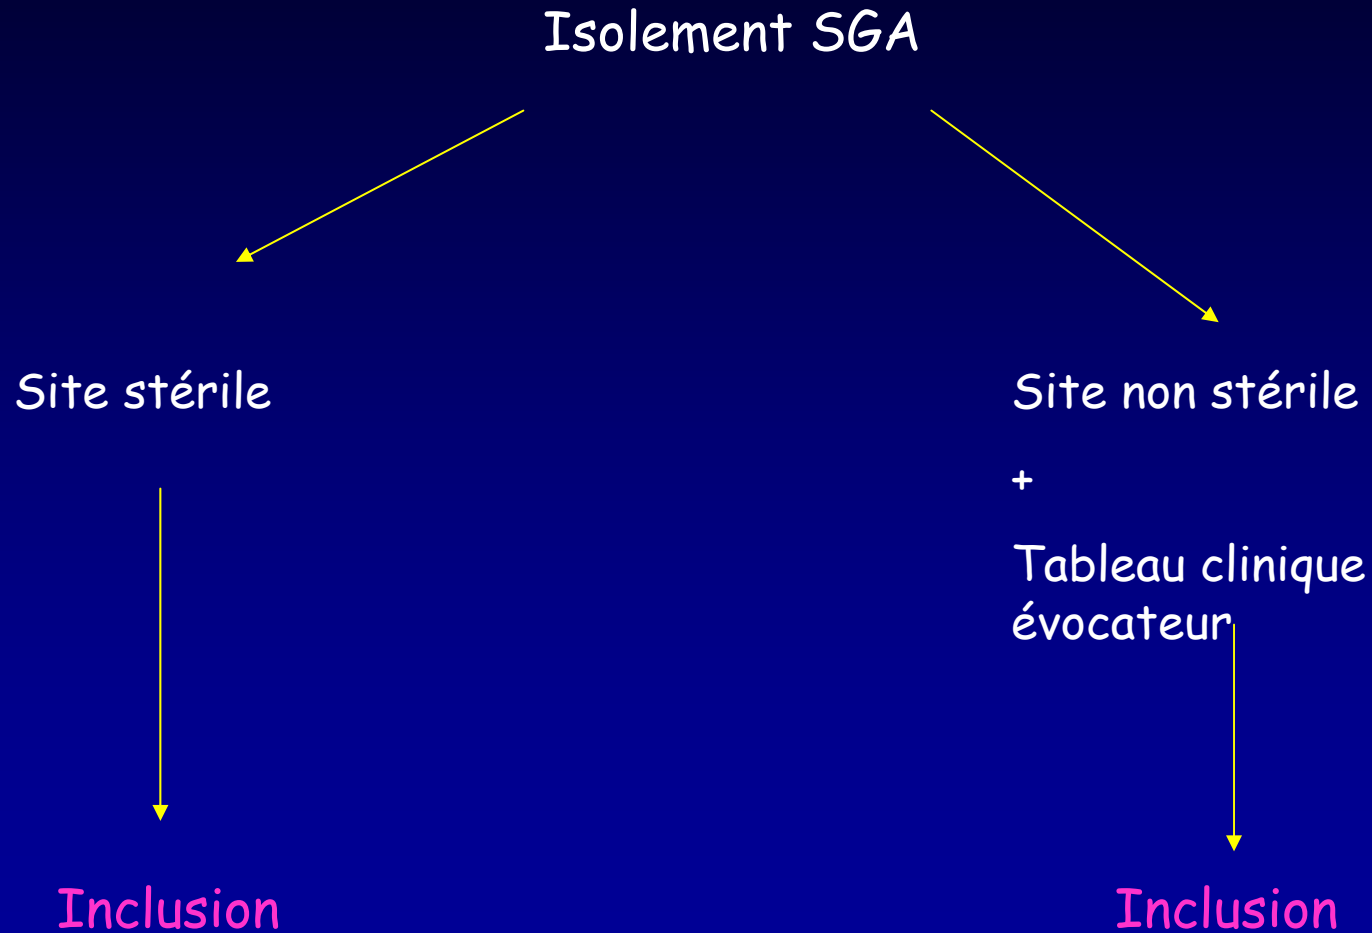 Isolement SGA
Site stérile
Site non stérile
+
Tableau clinique
évocateur
Inclusion
Inclusion